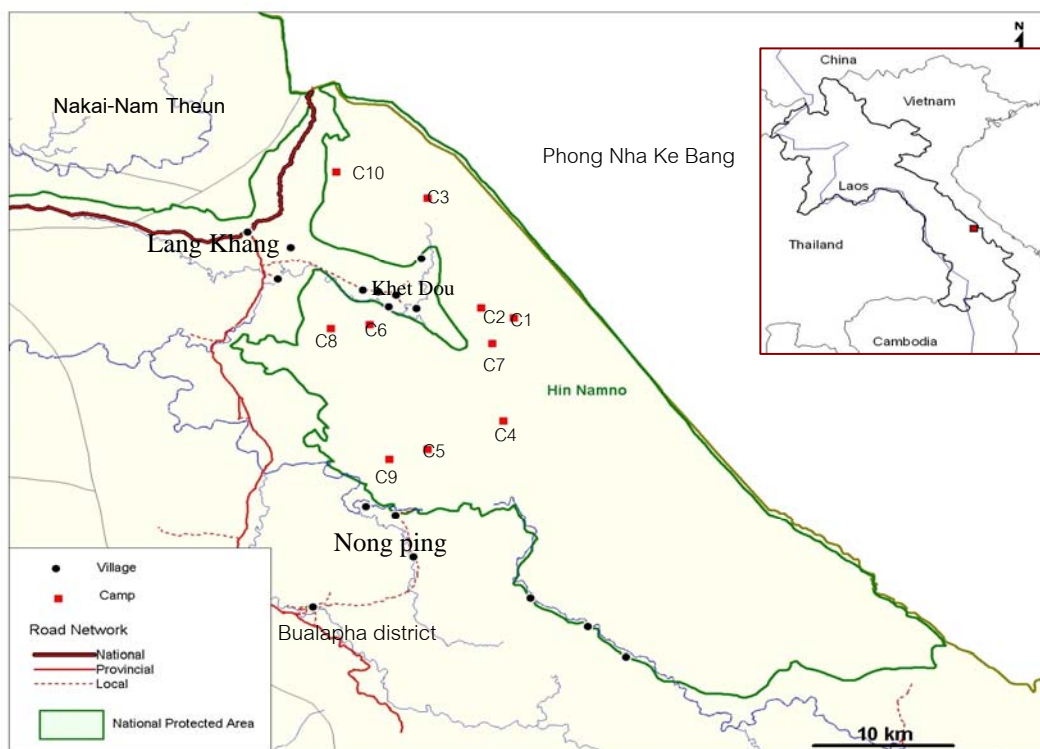 N
China
Vietnam
Laos
Thailand
Cambodia
Nakai-Nam Theun
Phong Nha Ke Bang
C10
C3
Lang Khang
Khet Dou
C2
C1
C6
C8
C7
Hin Namno
C4
C5
C9
Nong ping
Bualapha district
Village
Camp
Road Network
National
Provincial
Local
National Protected Area
10 km